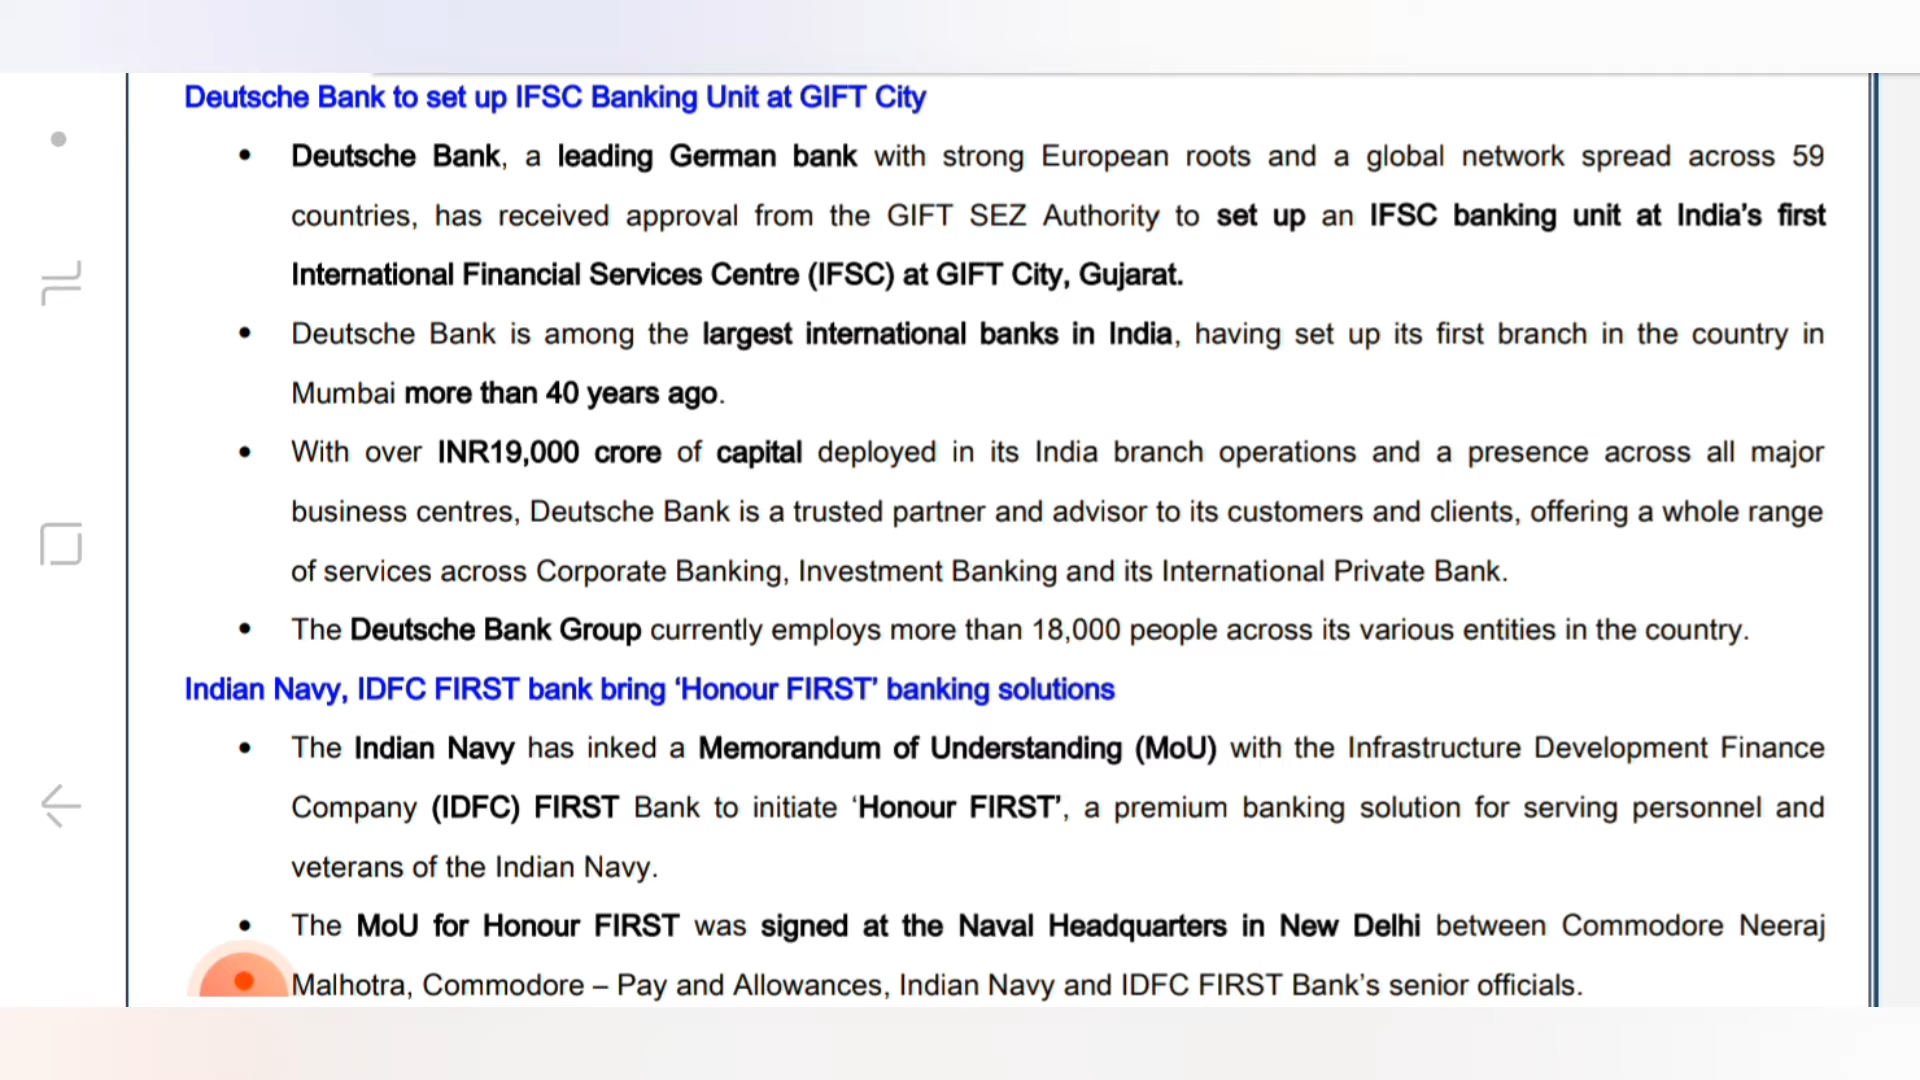 Deutsche Bank to set up IFSC Banking Unit at GIFT City
• Deutsche Bank, a leading German bank with strong European roots and a global network spread across 59
countries, has received approval from the GIFT SEZ Authority to set up an IFSC banking unit at India’s first
International Financial Services Centre (IFSC) at GIFT City, Gujarat.
• Deutsche Bank is among the largest international banks in India, having set up its first branch in the country in
Mumbai more than 40 years ago.
• With over INR19,000 crore of capital deployed in its India branch operations and a presence across all major
business centres, Deutsche Bank is a trusted partner and advisor to its customers and clients, offering a whole range
of services across Corporate Banking, Investment Banking and its International Private Bank.
• The Deutsche Bank Group currently employs more than 18,000 people across its various entities in the country.
Indian Navy, IDFC FIRST bank bring ‘Honour FIRST’ banking solutions
• The Indian Navy has inked a Memorandum of Understanding (MoU) with the Infrastructure Development Finance
Company (IDFC) FIRST Bank to initiate ‘Honour FIRST’, a premium banking solution for serving personnel and
veterans of the Indian Navy.
• The MoU for Honour FIRST was signed at the Naval Headquarters in New Delhi between Commodore Neeraj
Malhotra, Commodore – Pay and Allowances, Indian Navy and IDFC FIRST Bank’s senior officials.